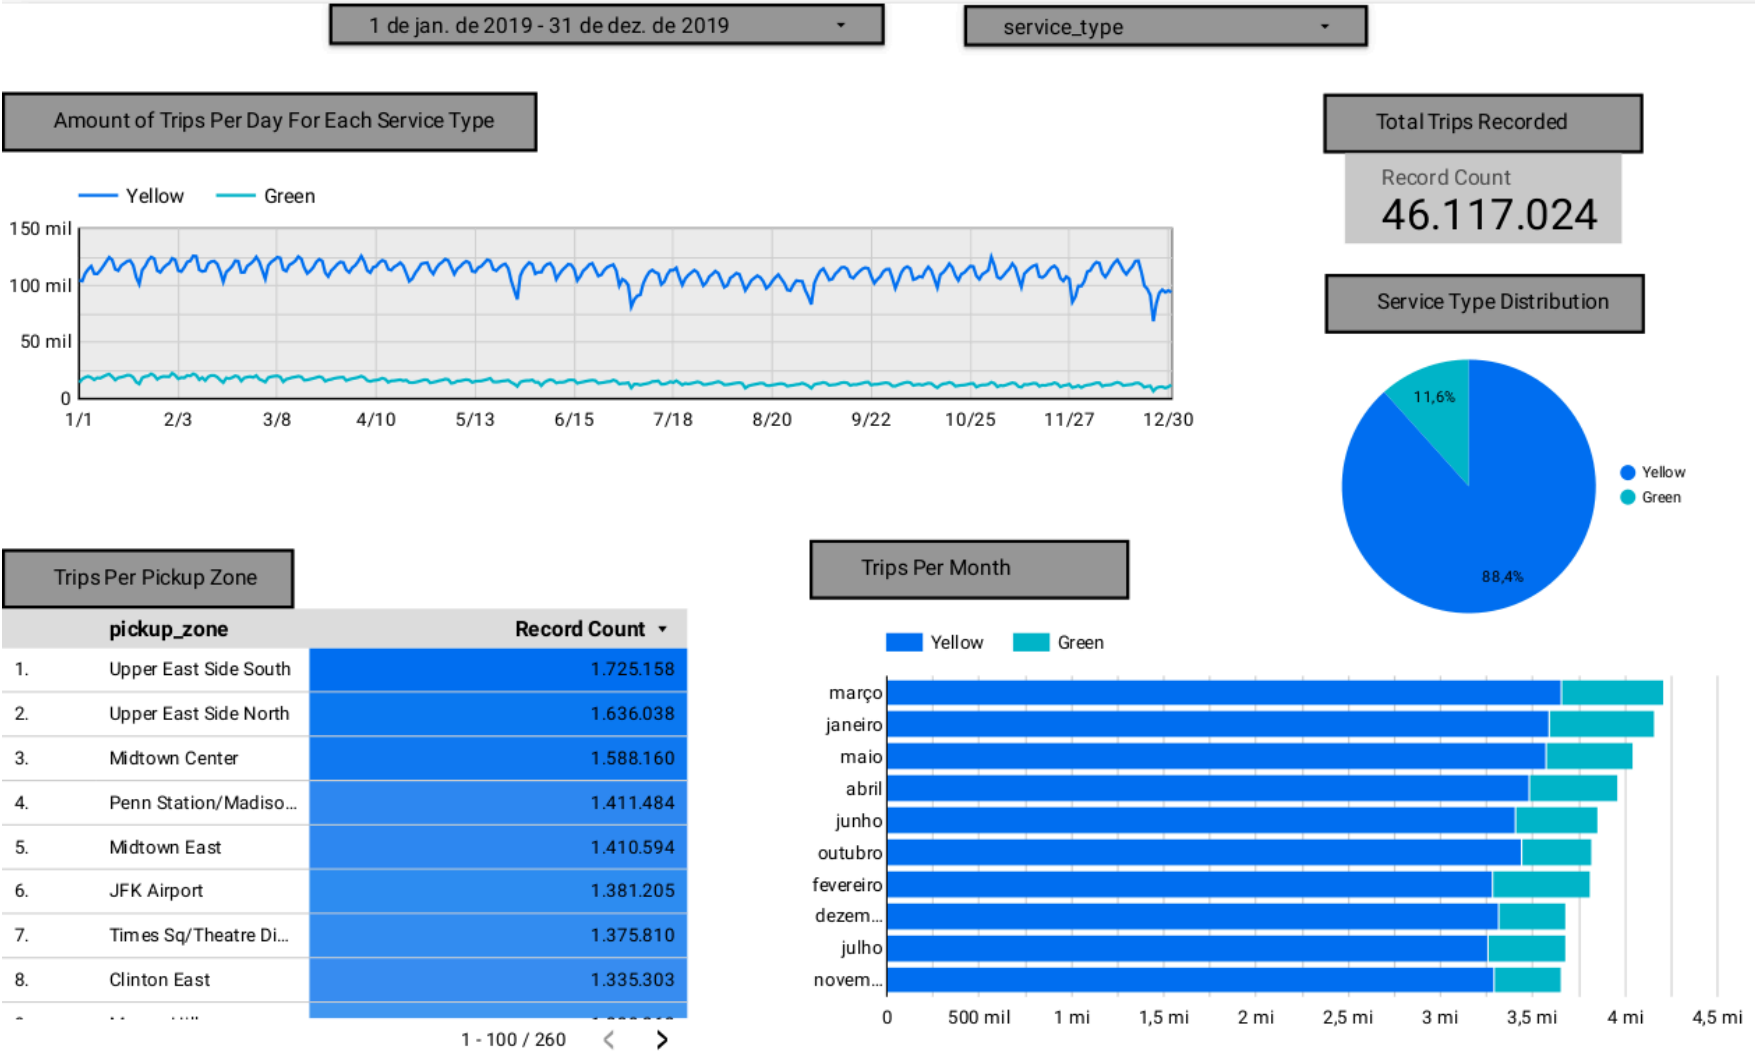 1 de jan. de 2019 - 31 de dez. de 2019
service_type
Amount of Trips Per Day For Each Service Type
Yellow Green
150 mil
100 mil
50 mil
0
1/1 2/3 3/8 4/10 5/13 6/15 7/18 8/20 9/22 10/25 11/27 12/30
Total Trips Recorded
Record Count
46.117.024
Service Type Distribution
11,6%
88,4%
Yellow
Green
Trips Per Pickup Zone
pickup_zone Record Count
1. Upper East Side South 1.725.158
2. Upper East Side North 1.636.038
3. Midtown Center 1.588.160
4. Penn Station/Madiso... 1.411.484
5. Midtown East 1.410.594
6. JFK Airport 1.381.205
7. Times Sq/Theatre Di... 1.375.810
8. Clinton East 1.335.303
1 - 100 / 260
Trips Per Month
Yellow Green
março
janeiro
maio
abril
junho
outubro
fevereiro
dezem...
julho
novem...
0 500 mil 1 mi 1,5 mi 2 mi 2,5 mi 3 mi 3,5 mi 4 mi 4,5 mi